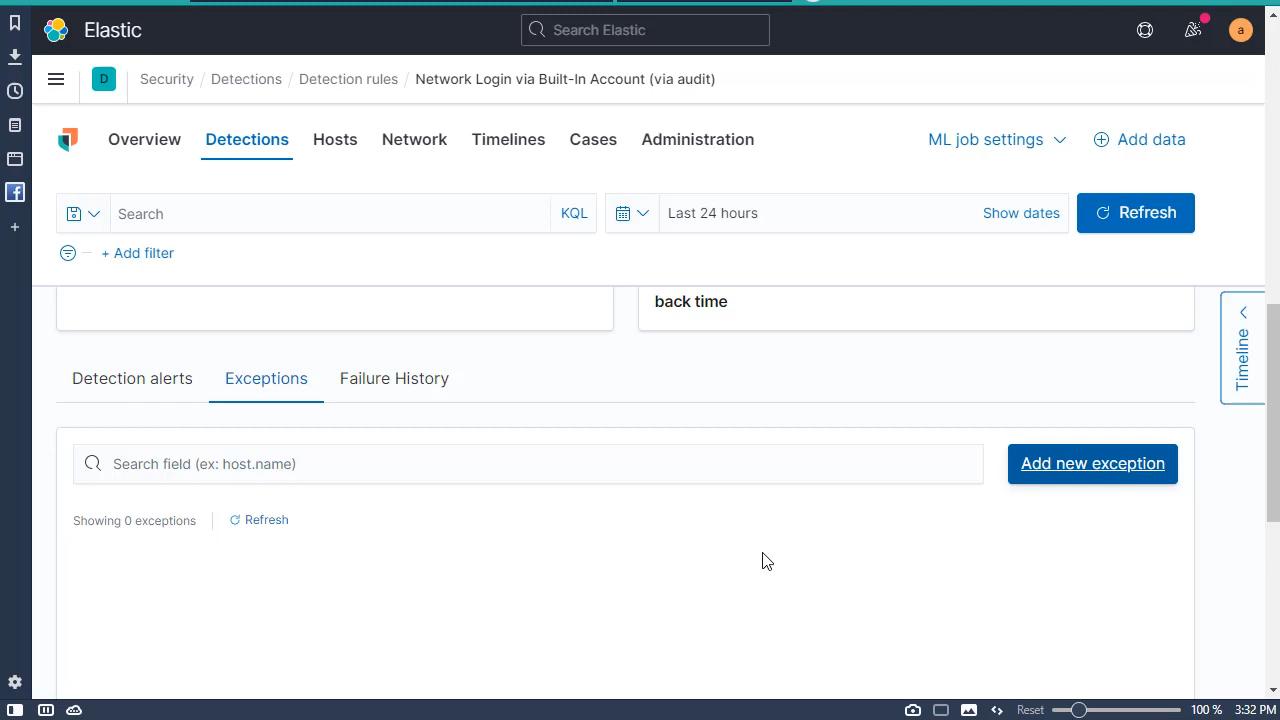 Elastic
Search Elastic
a
D
Security / Detections / Detection rules / Network Login via Built-In Account (via audit)
Overview
Detections
Hosts
Network
Timelines
Cases
Administration
ML job settings
Add data
Search
KQL
Last 24 hours
Show dates
Refresh
+ Add filter
back time
Timeline
Detection alerts
Exceptions
Failure History
Search field (ex: host.name)
Add new exception
Showing 0 exceptions
Refresh
Reset
100 %
3:32 PM